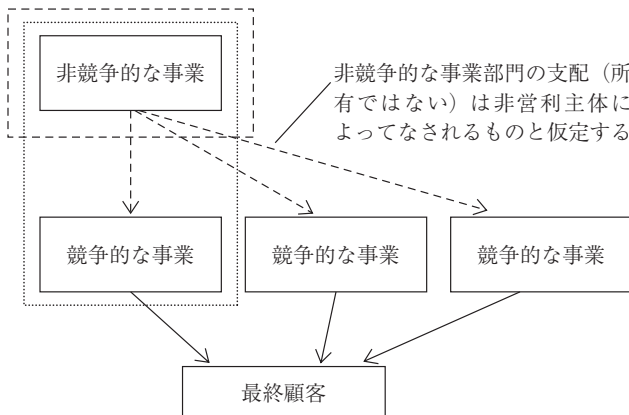 非競争的な事業
非競争的な事業部門の支配（所
有ではない）は非営利主体に
よってなされるものと仮定する
競争的な事業
競争的な事業
競争的な事業
最終顧客